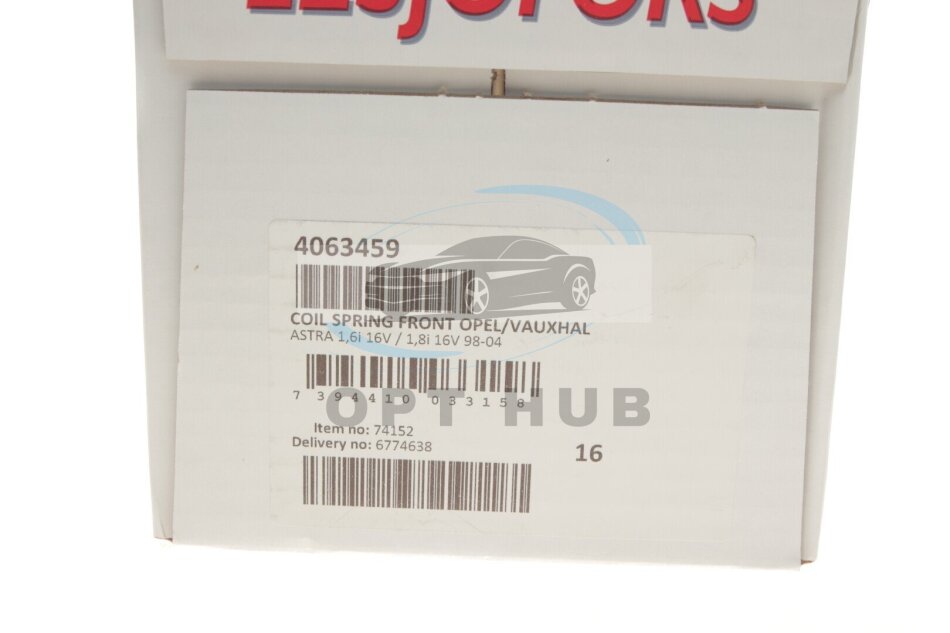 LESJÖFORS
4063459
COIL SPRING FRONT OPEL/VAUXHAL
ASTRA 1,6i 16V / 1,8i 16V 98-04
7 394410 033158
OPT HUB
Item no: 74152
Delivery no: 6774638
16